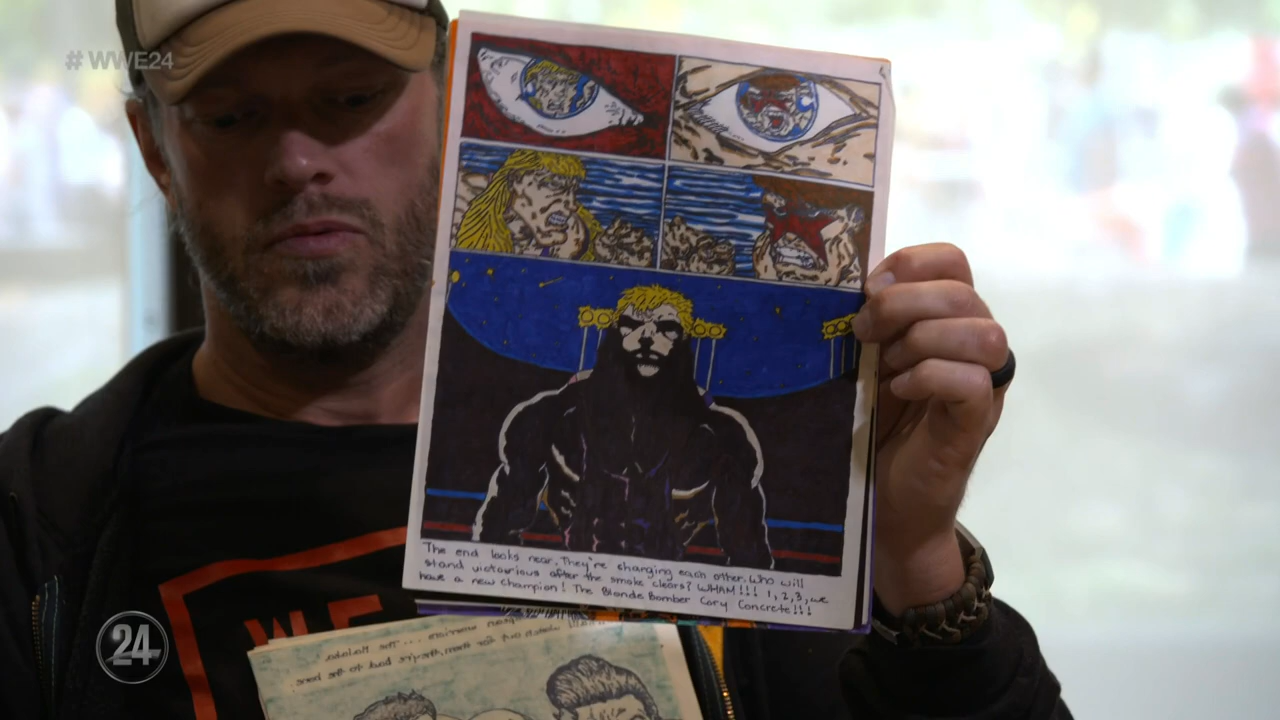 # WWE24
The end looks near. They're charging each other. Who will
stand victorious after the smoke clears? WHAM!!! 1, 2, 3, we
have a new Champion! The Blonde Bomber Cory Concrete!!!
24
WE